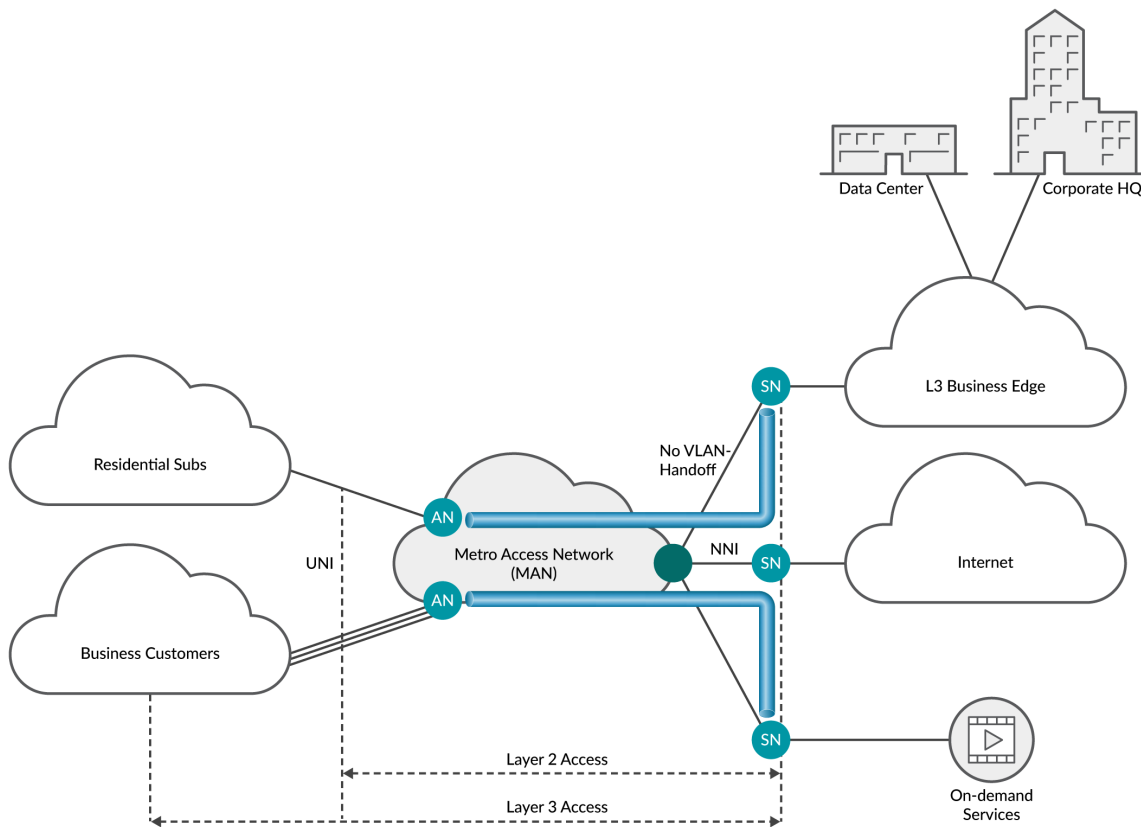 Data Center
Corporate HQ
SN
L3 Business Edge
No VLAN-
Handoff
Residential Subs
AN
Metro Access Network
(MAN)
NNI
SN
Internet
UNI
AN
Business Customers
SN
Layer 2 Access
Layer 3 Access
On-demand
Services